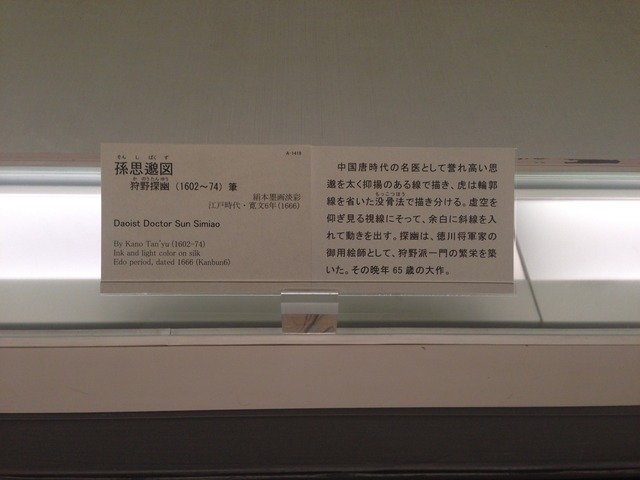 A-1419
そん し ばく ず
孫思邈図
か のうたんゆう
狩野探幽（1602〜74）筆
絹本墨画淡彩
江戸時代・寛文6年（1666）
Daoist Doctor Sun Simiao
By Kano Tan'yu (1602-74)
Ink and light color on silk
Edo period, dated 1666 (Kanbun6)
中国唐時代の名医として誉れ高い思
邈を太く抑揚のある線で描き、虎は輪郭
もっこつほう
線を省いた没骨法で描き分ける。虚空を
仰ぎ見る視線にそって、余白に斜線を入
れて動きを出す。探幽は、徳川将軍家の
御用絵師として、狩野派一門の繁栄を築
いた。その晩年 65 歳の大作。